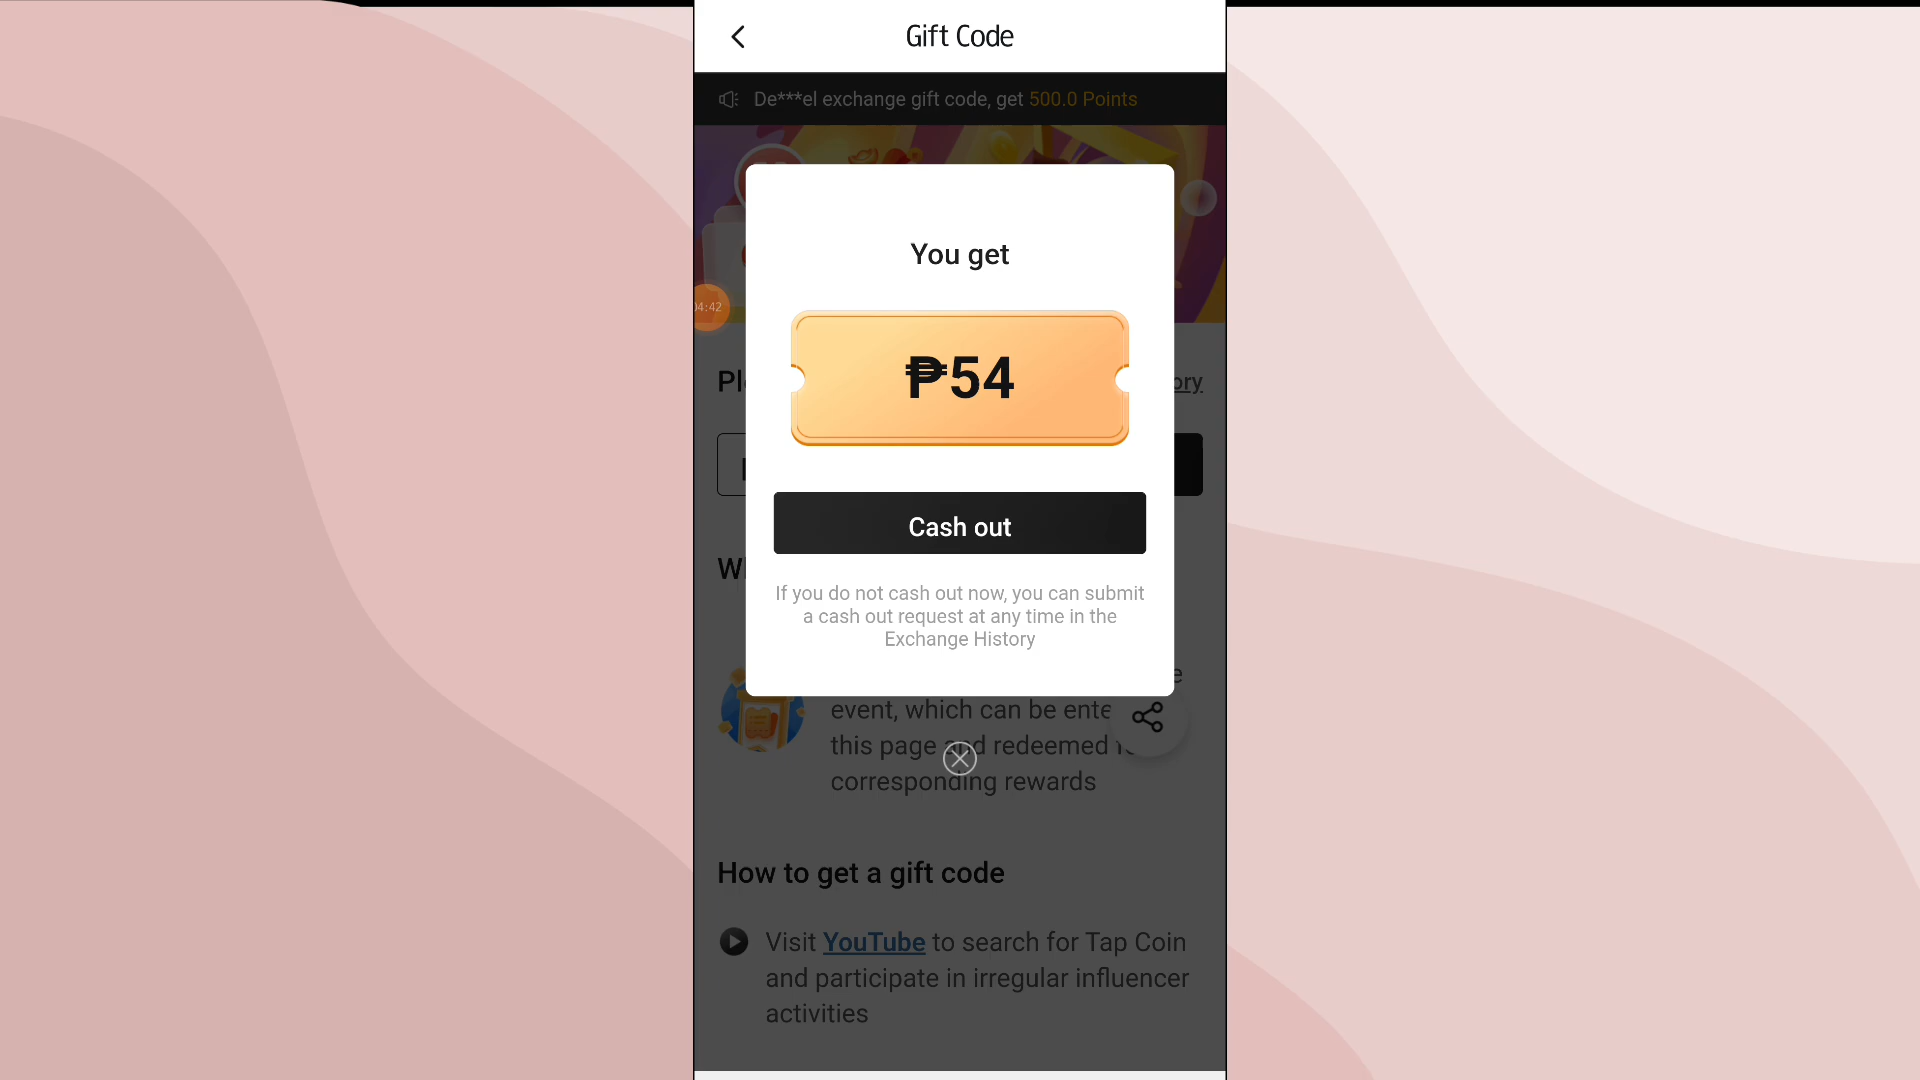 Gift Code
De***el exchange gift code, get 500.0 Points
You get
04:42
₱54
Cash out
If you do not cash out now, you can submit
a cash out request at any time in the
Exchange History
event, which can be ente
this page and redeemed
corresponding rewards
How to get a gift code
Visit YouTube to search for Tap Coin
and participate in irregular influencer
activities